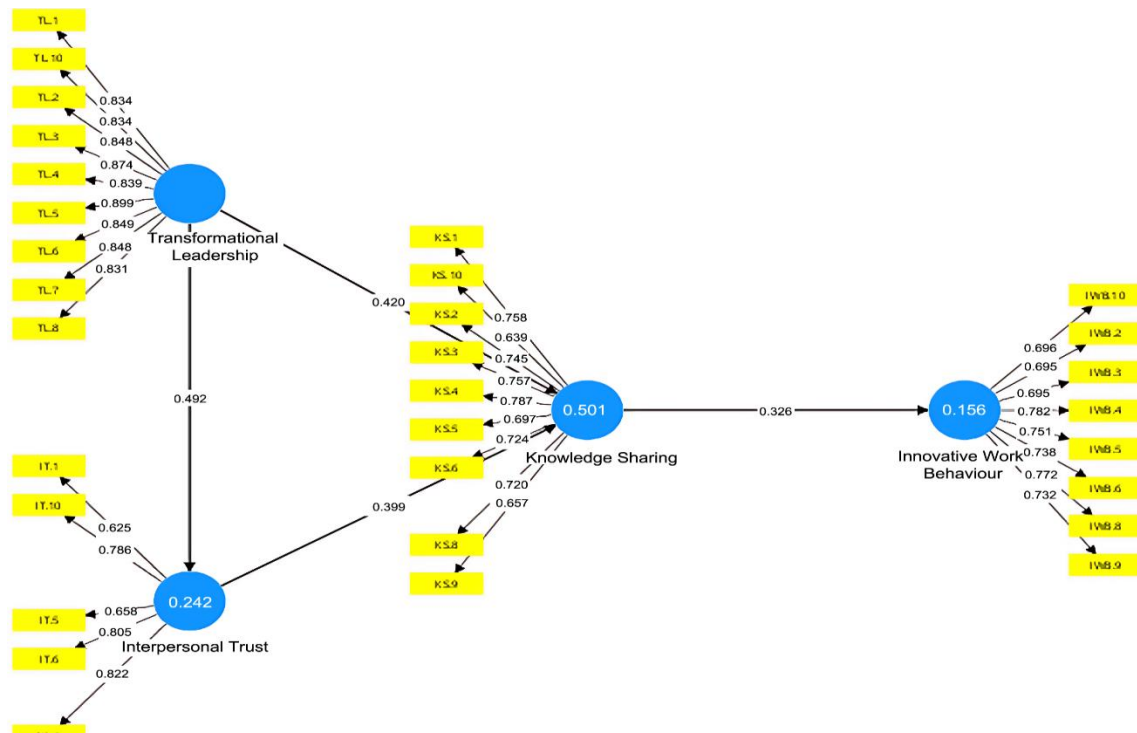 TL.1
TL.10
TL.2
TL.3
TL.4
TL.5
TL.6
TL.7
TL.8
0.834
0.834
0.848
0.874
0.839
0.899
0.849
0.848
0.831
Transformational
Leadership
0.492
0.420
IT.1
IT.10
IT.5
IT.6
0.625
0.786
0.658
0.805
0.822
0.242
Interpersonal Trust
0.399
KS.1
KS.10
KS.2
KS.3
KS.4
KS.5
KS.6
KS.8
KS.9
0.758
0.639
0.745
0.757
0.787
0.697
0.724
0.720
0.657
0.501
Knowledge Sharing
0.326
0.156
Innovative Work
Behaviour
0.696
0.695
0.695
0.782
0.751
0.738
0.772
0.732
IWB.10
IWB.2
IWB.3
IWB.4
IWB.5
IWB.6
IWB.8
IWB.9